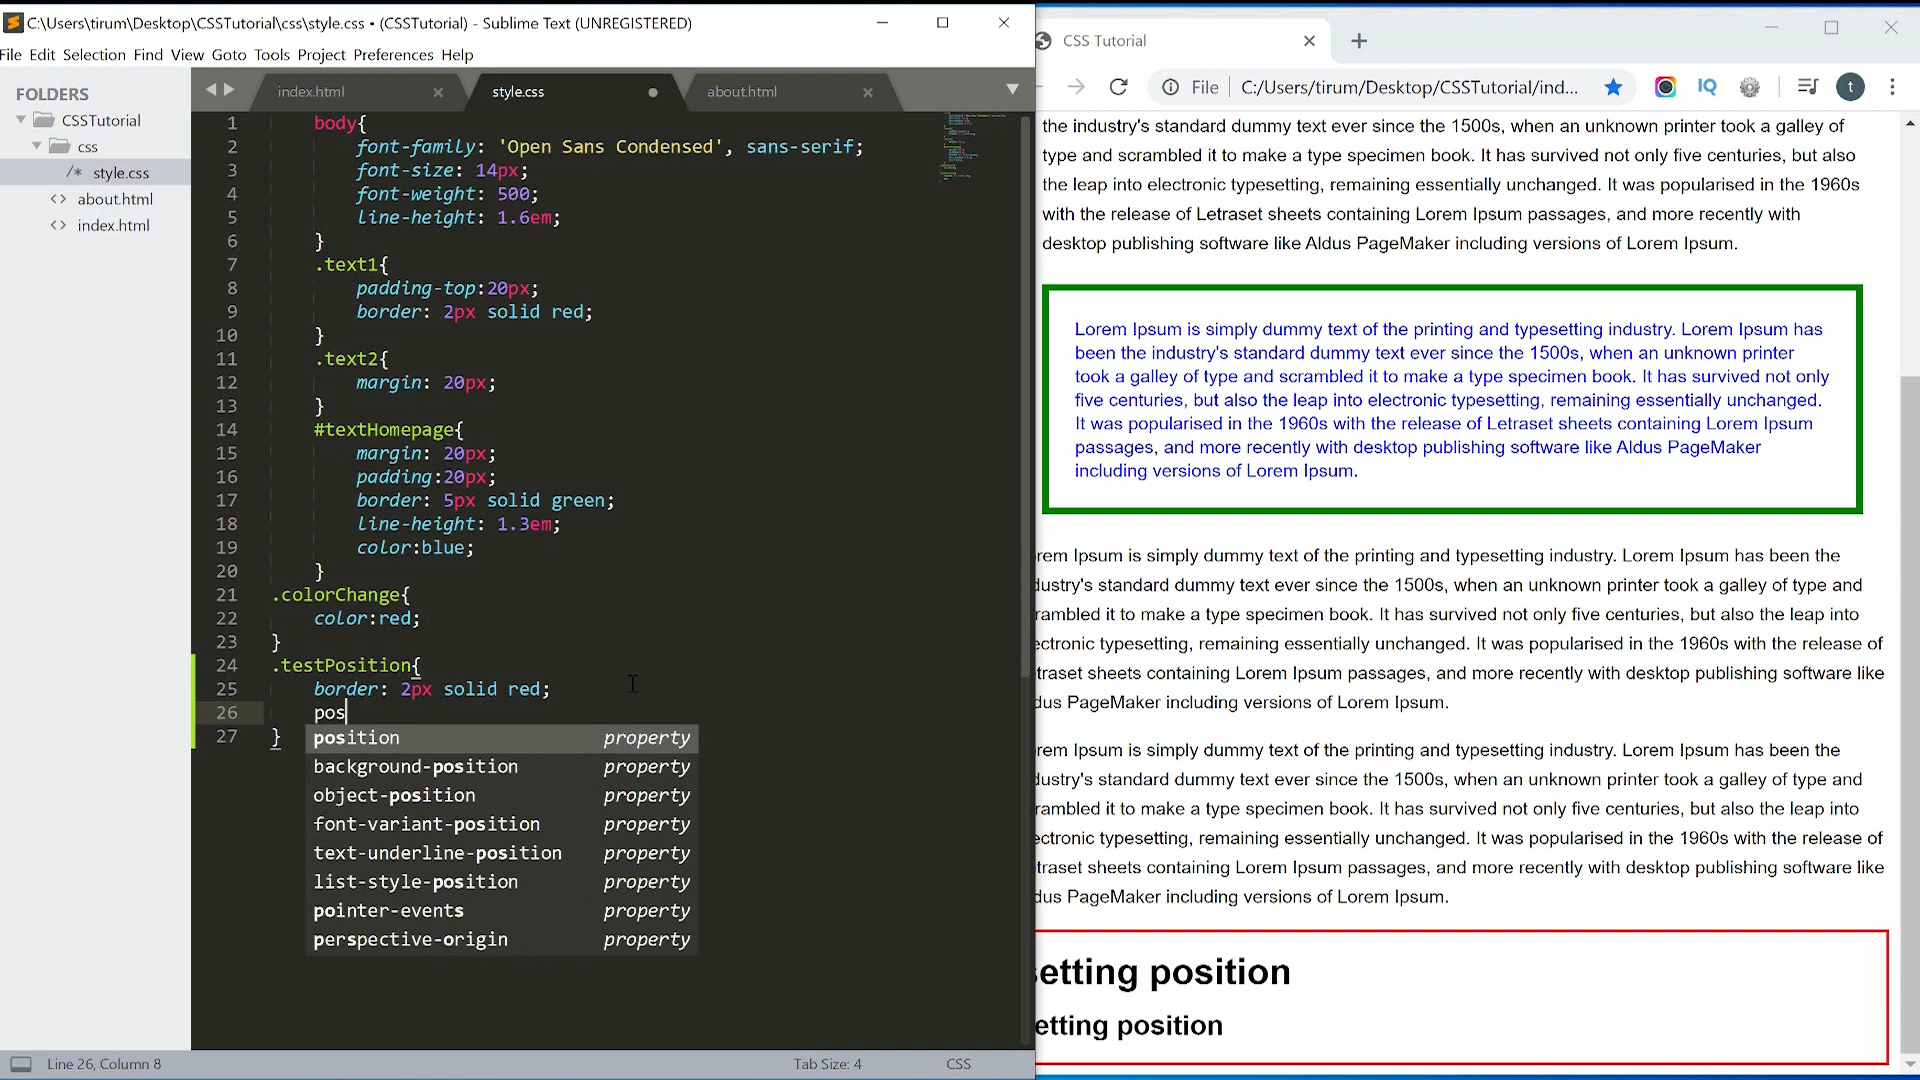 C:\Users\tirum\Desktop\CSSTutorial\css\style.css • (CSSTutorial) - Sublime Text (UNREGISTERED)
File Edit Selection Find View Goto Tools Project Preferences Help
FOLDERS
CSSTutorial
css
/* style.css
<> about.html
<> index.html
index.html
style.css
about.html
1 body{
2 font-family: 'Open Sans Condensed', sans-serif;
3 font-size: 14px;
4 font-weight: 500;
5 line-height: 1.6em;
6 }
7 .text1{
8 padding-top:20px;
9 border: 2px solid red;
10 }
11 .text2{
12 margin: 20px;
13 }
14 #textHomepage{
15 margin: 20px;
16 padding:20px;
17 border: 5px solid green;
18 line-height: 1.3em;
19 color:blue;
20 }
21 .colorChange{
22 color:red;
23 }
24 .testPosition{
25 border: 2px solid red;
26 pos
27 }
position property
background-position property
object-position property
font-variant-position property
text-underline-position property
list-style-position property
pointer-events property
perspective-origin property
Line 26, Column 8
Tab Size: 4
CSS
CSS Tutorial
File
C:/Users/tirum/Desktop/CSSTutorial/ind...
IQ
t
the industry's standard dummy text ever since the 1500s, when an unknown printer took a galley of
type and scrambled it to make a type specimen book. It has survived not only five centuries, but also
the leap into electronic typesetting, remaining essentially unchanged. It was popularised in the 1960s
with the release of Letraset sheets containing Lorem Ipsum passages, and more recently with
desktop publishing software like Aldus PageMaker including versions of Lorem Ipsum.
Lorem Ipsum is simply dummy text of the printing and typesetting industry. Lorem Ipsum has
been the industry's standard dummy text ever since the 1500s, when an unknown printer
took a galley of type and scrambled it to make a type specimen book. It has survived not only
five centuries, but also the leap into electronic typesetting, remaining essentially unchanged.
It was popularised in the 1960s with the release of Letraset sheets containing Lorem Ipsum
passages, and more recently with desktop publishing software like Aldus PageMaker
including versions of Lorem Ipsum.
rem Ipsum is simply dummy text of the printing and typesetting industry. Lorem Ipsum has been the
dustry's standard dummy text ever since the 1500s, when an unknown printer took a galley of type and
rambled it to make a type specimen book. It has survived not only five centuries, but also the leap into
ectronic typesetting, remaining essentially unchanged. It was popularised in the 1960s with the release of
traset sheets containing Lorem Ipsum passages, and more recently with desktop publishing software like
dus PageMaker including versions of Lorem Ipsum.
rem Ipsum is simply dummy text of the printing and typesetting industry. Lorem Ipsum has been the
dustry's standard dummy text ever since the 1500s, when an unknown printer took a galley of type and
rambled it to make a type specimen book. It has survived not only five centuries, but also the leap into
ectronic typesetting, remaining essentially unchanged. It was popularised in the 1960s with the release of
traset sheets containing Lorem Ipsum passages, and more recently with desktop publishing software like
dus PageMaker including versions of Lorem Ipsum.
setting position
etting position